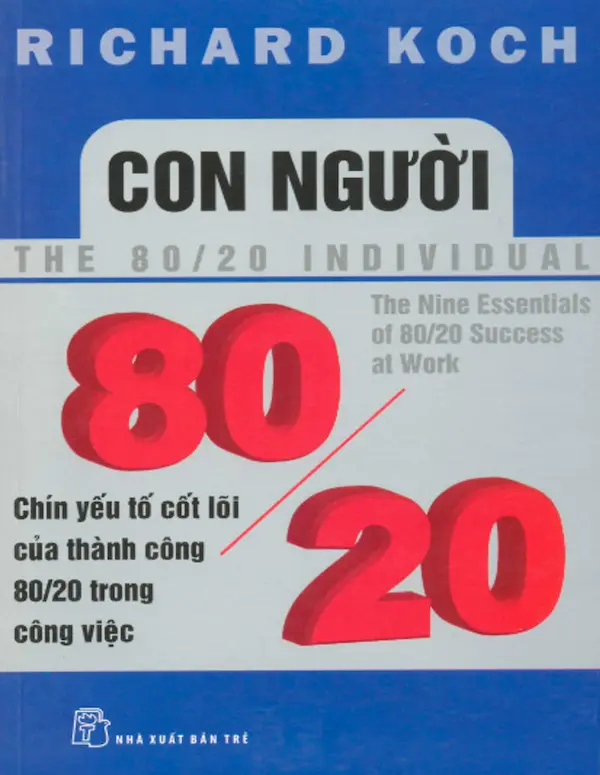 RICHARD KOCH
CON NGƯỜI
THE 80/20 INDIVIDUAL
The Nine Essentials
of 80/20 Success
at Work
80/20
Chín yếu tố cốt lõi
của thành công
80/20 trong
công việc
NHÀ XUẤT BẢN TRẺ